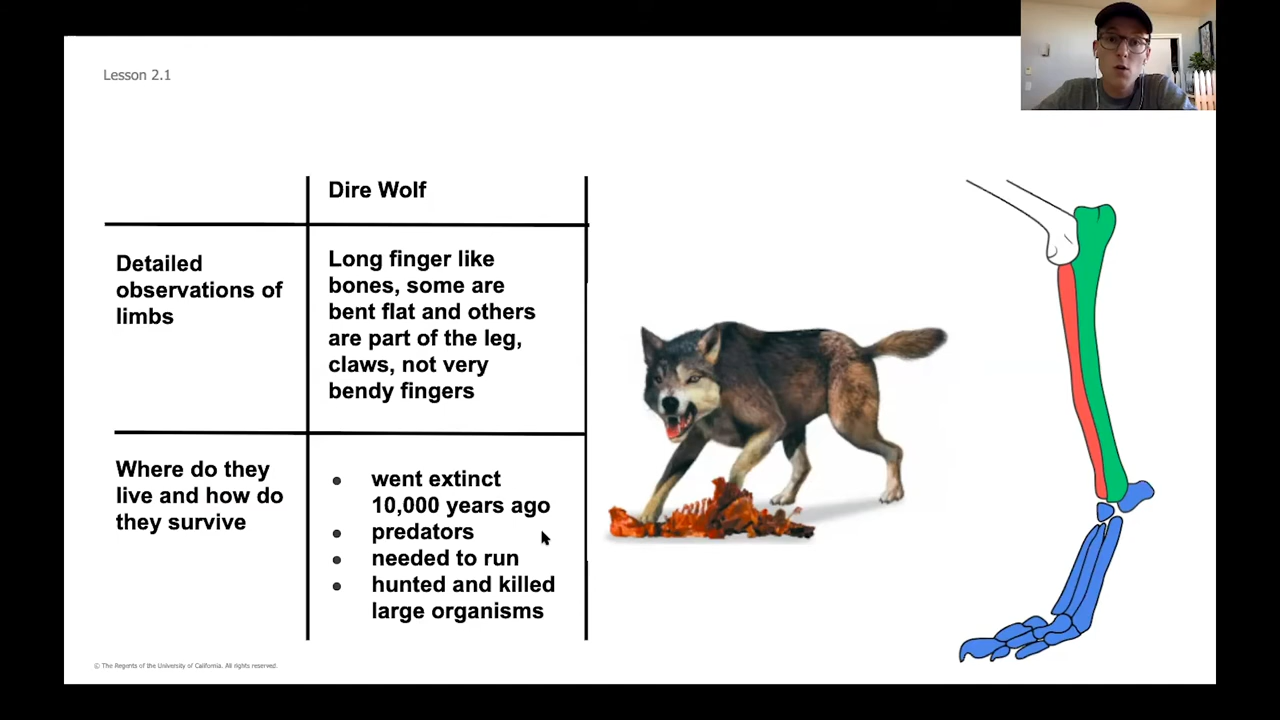 Lesson 2.1
Dire Wolf
Detailed
observations of
limbs
Long finger like
bones, some are
bent flat and others
are part of the leg,
claws, not very
bendy fingers
Where do they
live and how do
they survive
• went extinct
10,000 years ago
• predators
• needed to run
• hunted and killed
large organisms
© The Regents of the University of California. All rights reserved.